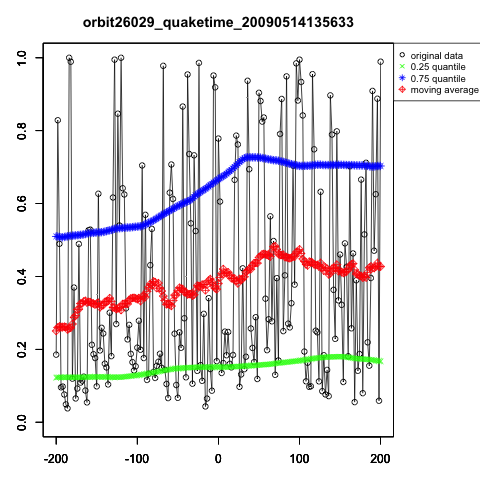 orbit26029_quaketime_20090514135633
original data
0.25 quantile
0.75 quantile
moving average
1.0
0.8
0.6
0.4
0.2
0.0
-200 -100 0 100 200